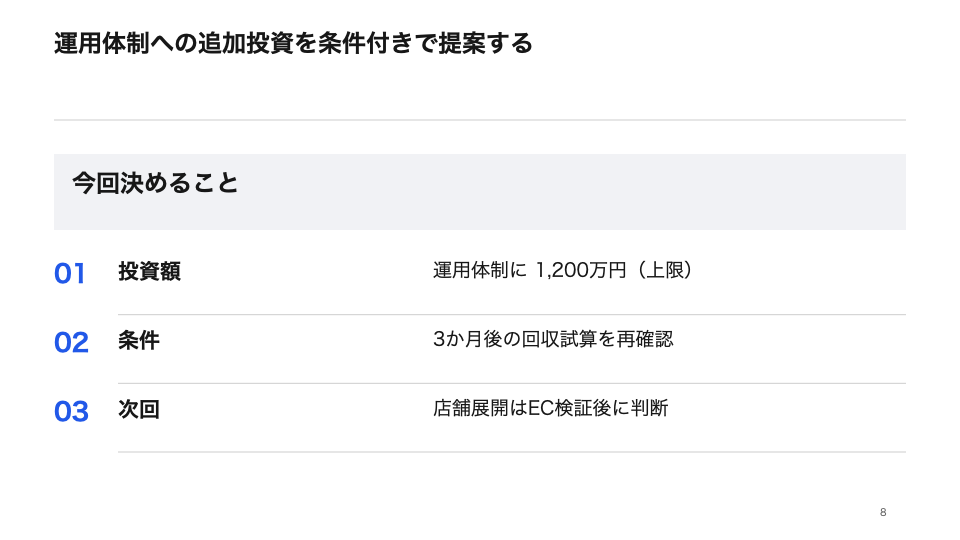 運用体制への追加投資を条件付きで提案する
今回決めること
01 投資額 運用体制に 1,200万円（上限）
02 条件 3か月後の回収試算を再確認
03 次回 店舗展開はEC検証後に判断
8